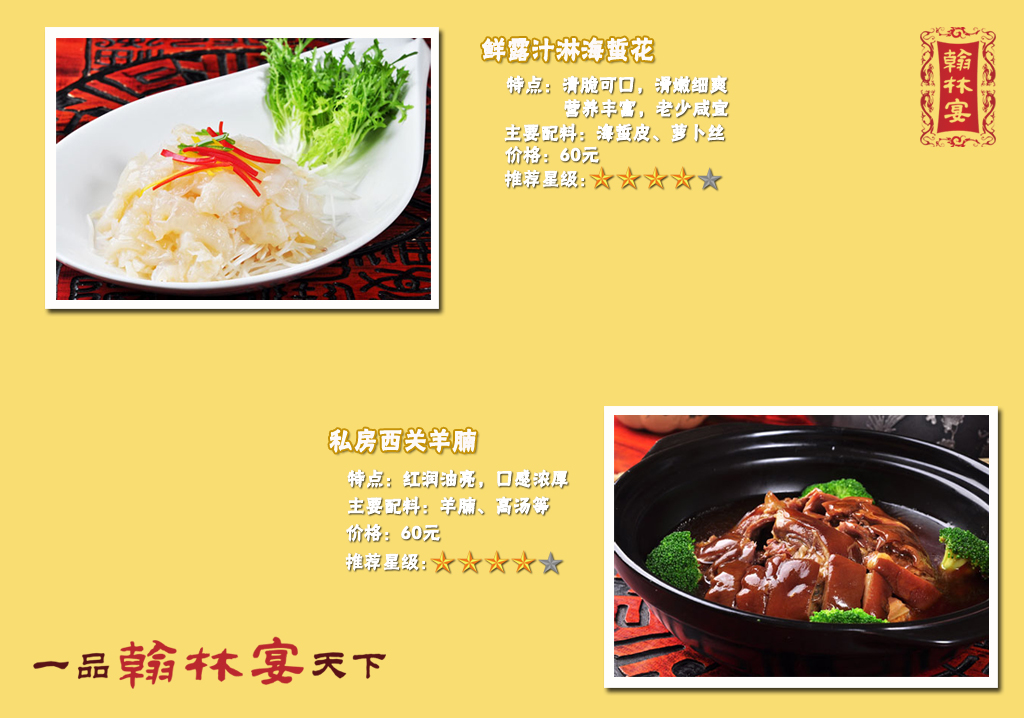 鲜露汁淋海蜇花
特点：清脆可口，滑嫩细爽
营养丰富，老少咸宜
主要配料：海蜇皮、萝卜丝
价格：60元
推荐星级：
翰林宴
私房西关羊腩
特点：红润油亮，口感浓厚
主要配料：羊腩、高汤等
价格：60元
推荐星级：
一品翰林宴天下